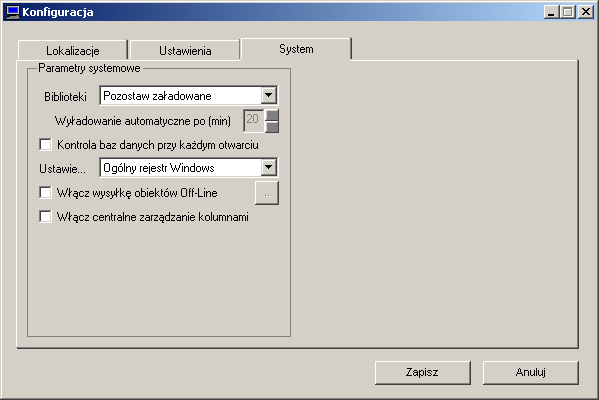 Konfiguracja
Lokalizacje Ustawienia System
Parametry systemowe
Biblioteki Pozostaw załadowane
Wyładowanie automatyczne po (min) 20
Kontrola baz danych przy każdym otwarciu
Ustawie... Ogólny rejestr Windows
Włącz wysyłkę obiektów Off-Line ...
Włącz centralne zarządzanie kolumnami
Zapisz Anuluj